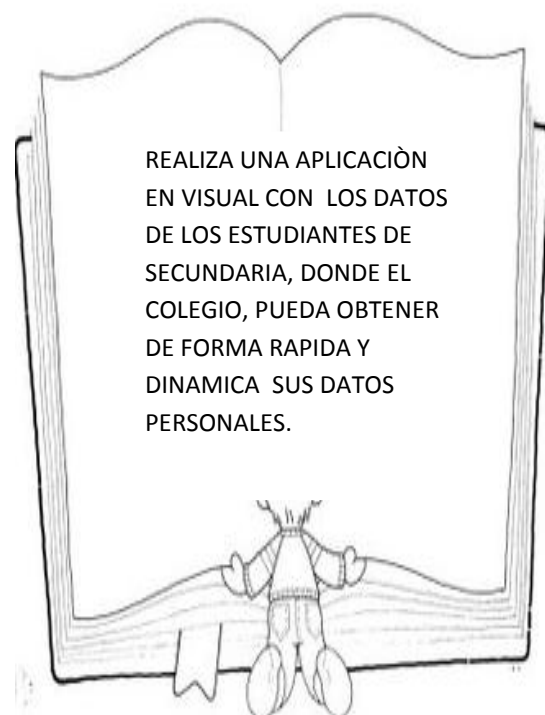 REALIZA UNA APLICACIÒN
EN VISUAL CON LOS DATOS
DE LOS ESTUDIANTES DE
SECUNDARIA, DONDE EL
COLEGIO, PUEDA OBTENER
DE FORMA RAPIDA Y
DINAMICA SUS DATOS
PERSONALES.